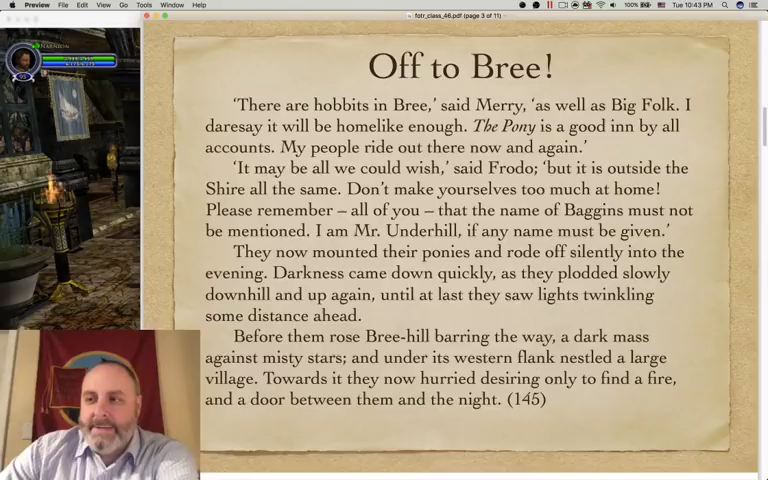 Preview File Edit View Go Tools Window Help
100%
Tue 10:43 PM
fotr_class_46.pdf (page 3 of 11)
95
Off to Bree!
‘There are hobbits in Bree,’ said Merry, ‘as well as Big Folk. I
daresay it will be homelike enough. The Pony is a good inn by all
accounts. My people ride out there now and again.’
‘It may be all we could wish,’ said Frodo; ‘but it is outside the
Shire all the same. Don’t make yourselves too much at home!
Please remember – all of you – that the name of Baggins must not
be mentioned. I am Mr. Underhill, if any name must be given.’
They now mounted their ponies and rode off silently into the
evening. Darkness came down quickly, as they plodded slowly
downhill and up again, until at last they saw lights twinkling
some distance ahead.
Before them rose Bree-hill barring the way, a dark mass
against misty stars; and under its western flank nestled a large
village. Towards it they now hurried desiring only to find a fire,
and a door between them and the night. (145)